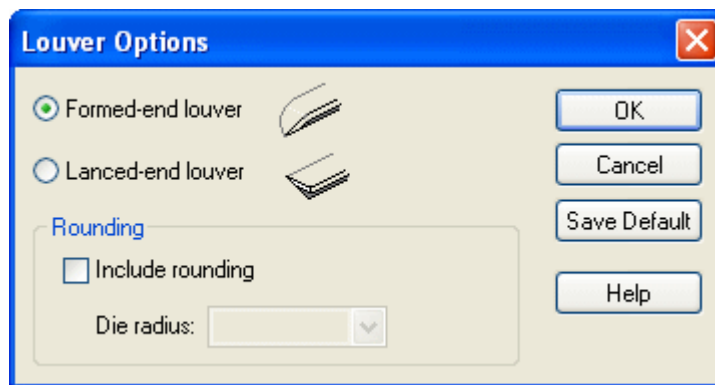 Louver Options
Formed-end louver
Lanced-end louver
Rounding
Include rounding
Die radius:
OK
Cancel
Save Default
Help